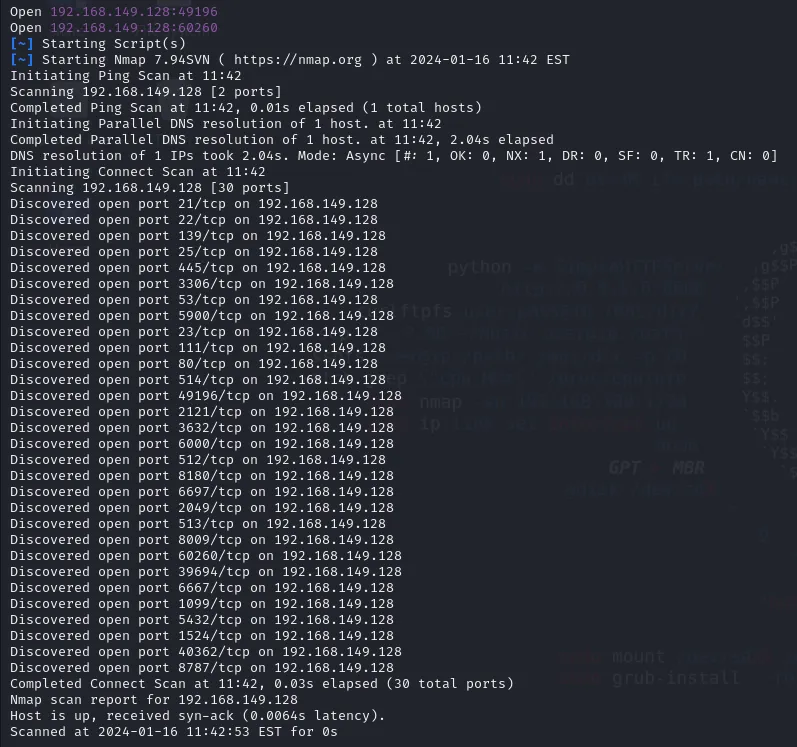 Open 192.168.149.128:49196
Open 192.168.149.128:60260
[~] Starting Script(s)
[~] Starting Nmap 7.94SVN ( https://nmap.org ) at 2024-01-16 11:42 EST
Initiating Ping Scan at 11:42
Scanning 192.168.149.128 [2 ports]
Completed Ping Scan at 11:42, 0.01s elapsed (1 total hosts)
Initiating Parallel DNS resolution of 1 host. at 11:42
Completed Parallel DNS resolution of 1 host. at 11:42, 2.04s elapsed
DNS resolution of 1 IPs took 2.04s. Mode: Async [#: 1, OK: 0, NX: 1, DR: 0, SF: 0, TR: 1, CN: 0]
Initiating Connect Scan at 11:42
Scanning 192.168.149.128 [30 ports]
dd
Discovered open port 21/tcp on 192.168.149.128
Discovered open port 22/tcp on 192.168.149.128
Discovered open port 139/tcp on 192.168.149.128
Discovered open port 25/tcp on 192.168.149.128
Discovered open port 445/tcp on 192.168.149.128
python
Discovered open port 3306/tcp on 192.168.149.128
Discovered open port 53/tcp on 192.168.149.128
Discovered open port 5900/tcp on 192.168.149.128
Discovered open port 23/tcp on 192.168.149.128
Discovered open port 111/tcp on 192.168.149.128
Discovered open port 80/tcp on 192.168.149.128
Discovered open port 514/tcp on 192.168.149.128
Discovered open port 49196/tcp on 192.168.149.128
nmap
Discovered open port 2121/tcp on 192.168.149.128
Discovered open port 3632/tcp on 192.168.149.128
ip
Discovered open port 6000/tcp on 192.168.149.128
Discovered open port 512/tcp on 192.168.149.128
GPT MBR
Discovered open port 8180/tcp on 192.168.149.128
Discovered open port 6697/tcp on 192.168.149.128
Discovered open port 2049/tcp on 192.168.149.128
Discovered open port 513/tcp on 192.168.149.128
Discovered open port 8009/tcp on 192.168.149.128
Discovered open port 60260/tcp on 192.168.149.128
Discovered open port 39694/tcp on 192.168.149.128
Discovered open port 6667/tcp on 192.168.149.128
Discovered open port 1099/tcp on 192.168.149.128
Discovered open port 5432/tcp on 192.168.149.128
Discovered open port 1524/tcp on 192.168.149.128
Discovered open port 40362/tcp on 192.168.149.128
mount
Discovered open port 8787/tcp on 192.168.149.128
grub-install
Completed Connect Scan at 11:42, 0.03s elapsed (30 total ports)
Nmap scan report for 192.168.149.128
Host is up, received syn-ack (0.0064s latency).
Scanned at 2024-01-16 11:42:53 EST for 0s